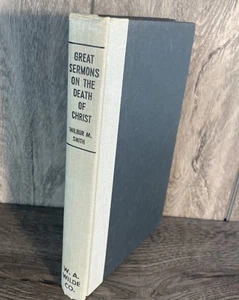 GREAT
SERMONS
ON THE
DEATH
OF
CHRIST
WILBUR M.
SMITH
W. A.
WILDE
CO.